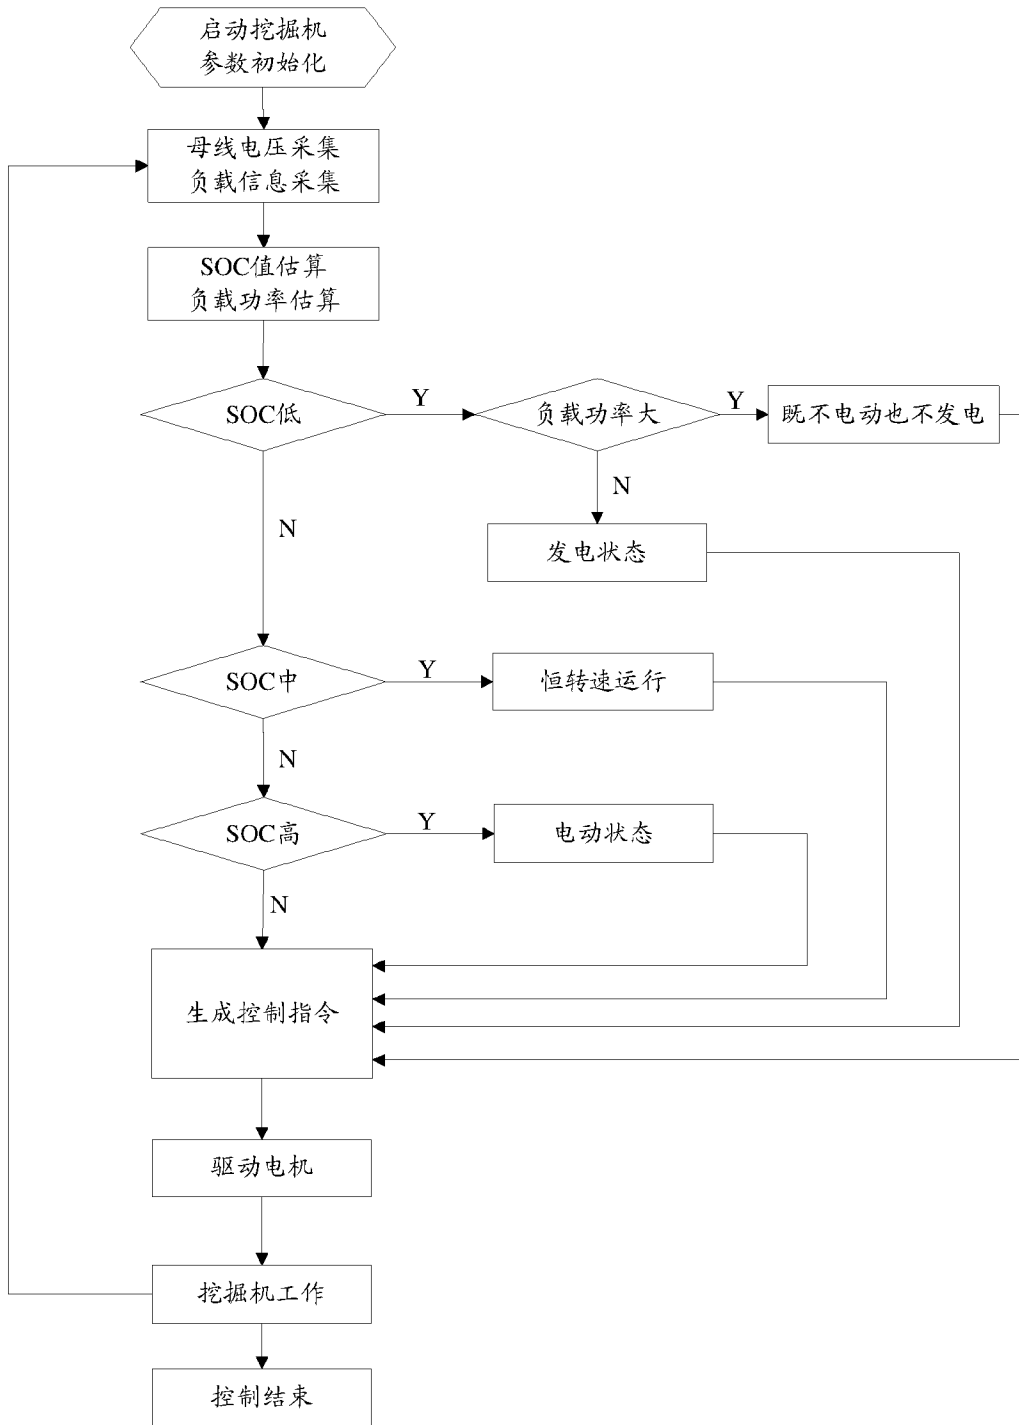 启动挖掘机
参数初始化
母线电压采集
负载信息采集
SOC值估算
负载功率估算
SOC低
Y
负载功率大
Y
既不电动也不发电
N
发电状态
N
SOC中
Y
恒转速运行
N
SOC高
Y
电动状态
N
生成控制指令
驱动电机
挖掘机工作
控制结束